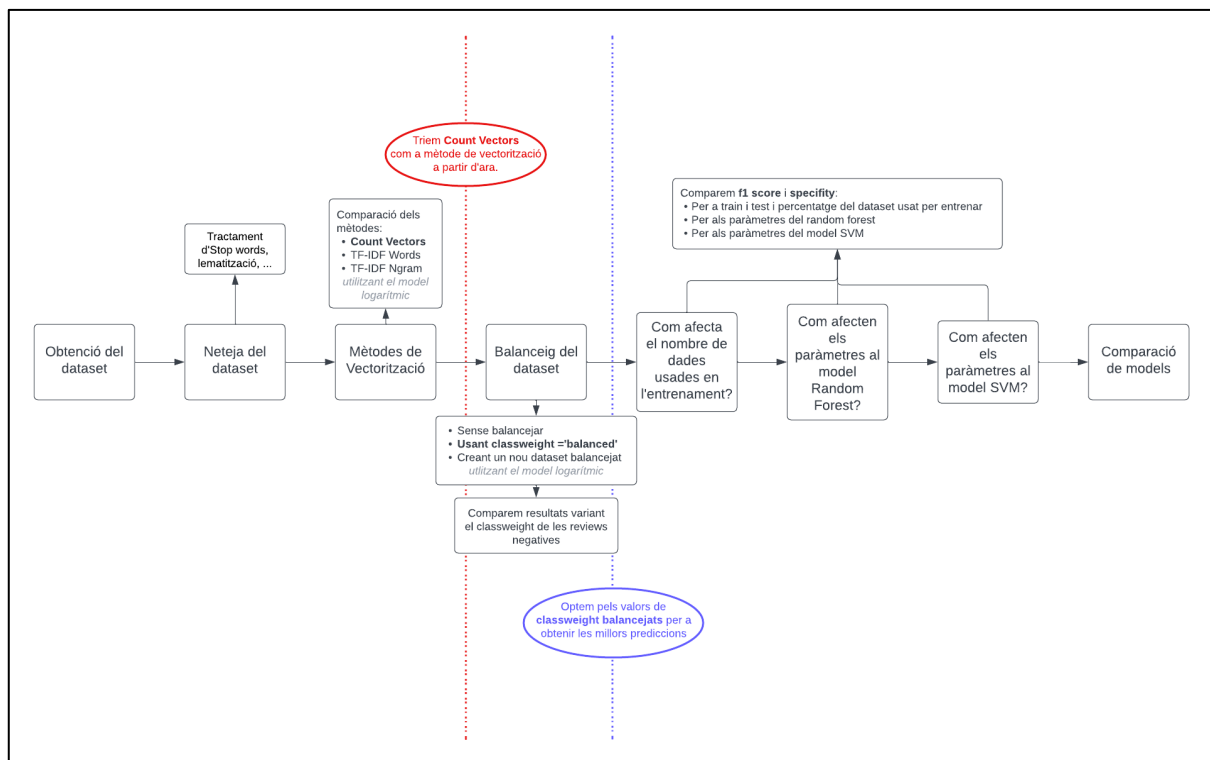 Triem Count Vectors
com a mètode de vectorització
a partir d'ara.
Comparem f1 score i specifity:
• Per a train i test i percentatge del dataset usat per entrenar
• Per als paràmetres del random forest
• Per als paràmetres del model SVM
Comparació dels
mètodes:
• Count Vectors
• TF-IDF Words
• TF-IDF Ngram
utilitzant el model
logarítmic
Tractament
d'Stop words,
lematització, ...
Obtenció del
dataset
Neteja del
dataset
Mètodes de
Vectorització
Balanceig del
dataset
Com afecta
el nombre de
dades
usades en
l'entrenament?
Com afecten
els
paràmetres al
model
Random
Forest?
Com afecten
els
paràmetres al
model SVM?
Comparació
de models
• Sense balancejar
• Usant classweight ='balanced'
• Creant un nou dataset balancejat
utlitzant el model logarítmic
Comparem resultats variant
el classweight de les reviews
negatives
Optem pels valors de
classweight balancejats per a
obtenir les millors prediccions